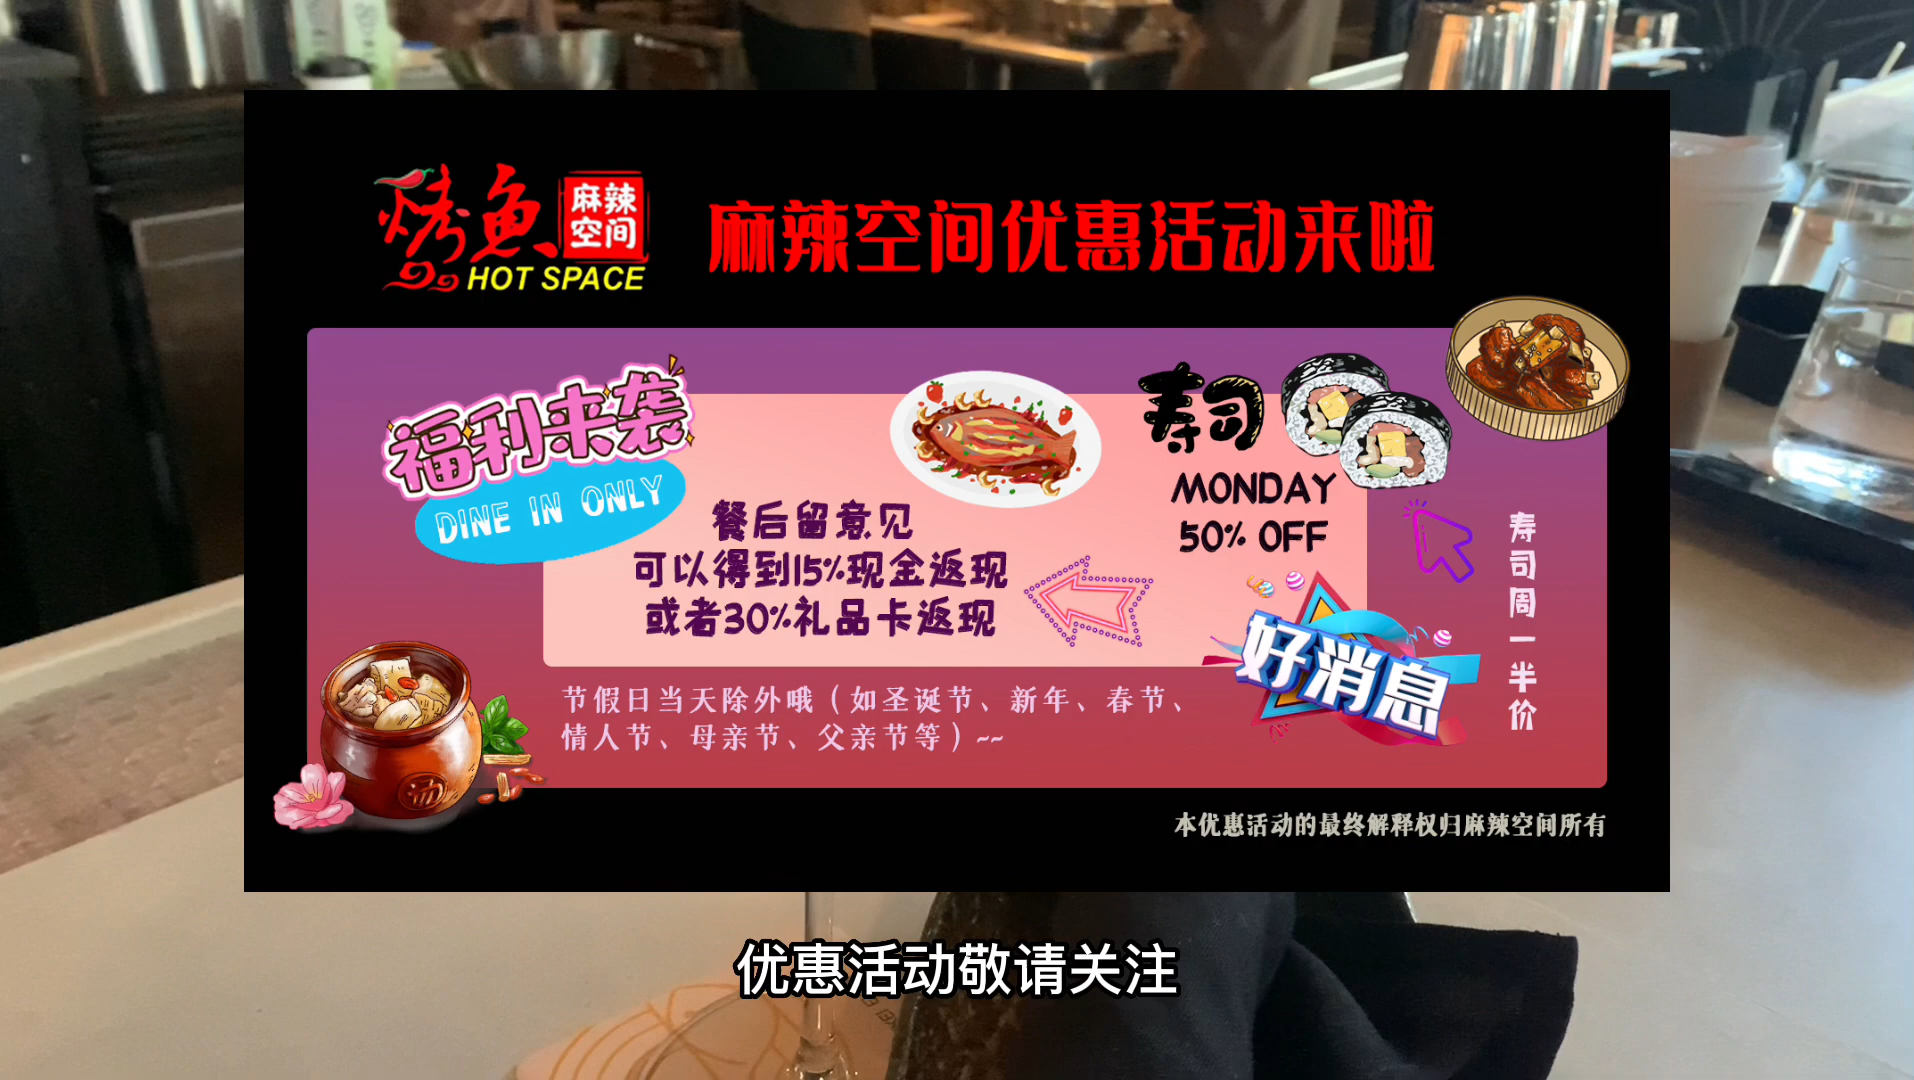 烤鱼
麻辣
空间
HOT SPACE
麻辣空间优惠活动来啦
福利来袭
DINE IN ONLY
寿司
MONDAY
50% OFF
餐后留意见
可以得到15%现金返现
或者30%礼品卡返现
寿司周一半价
好消息
节假日当天除外哦（如圣诞节、新年、春节、
情人节、母亲节、父亲节等）~~
本优惠活动的最终解释权归麻辣空间所有
优惠活动敬请关注